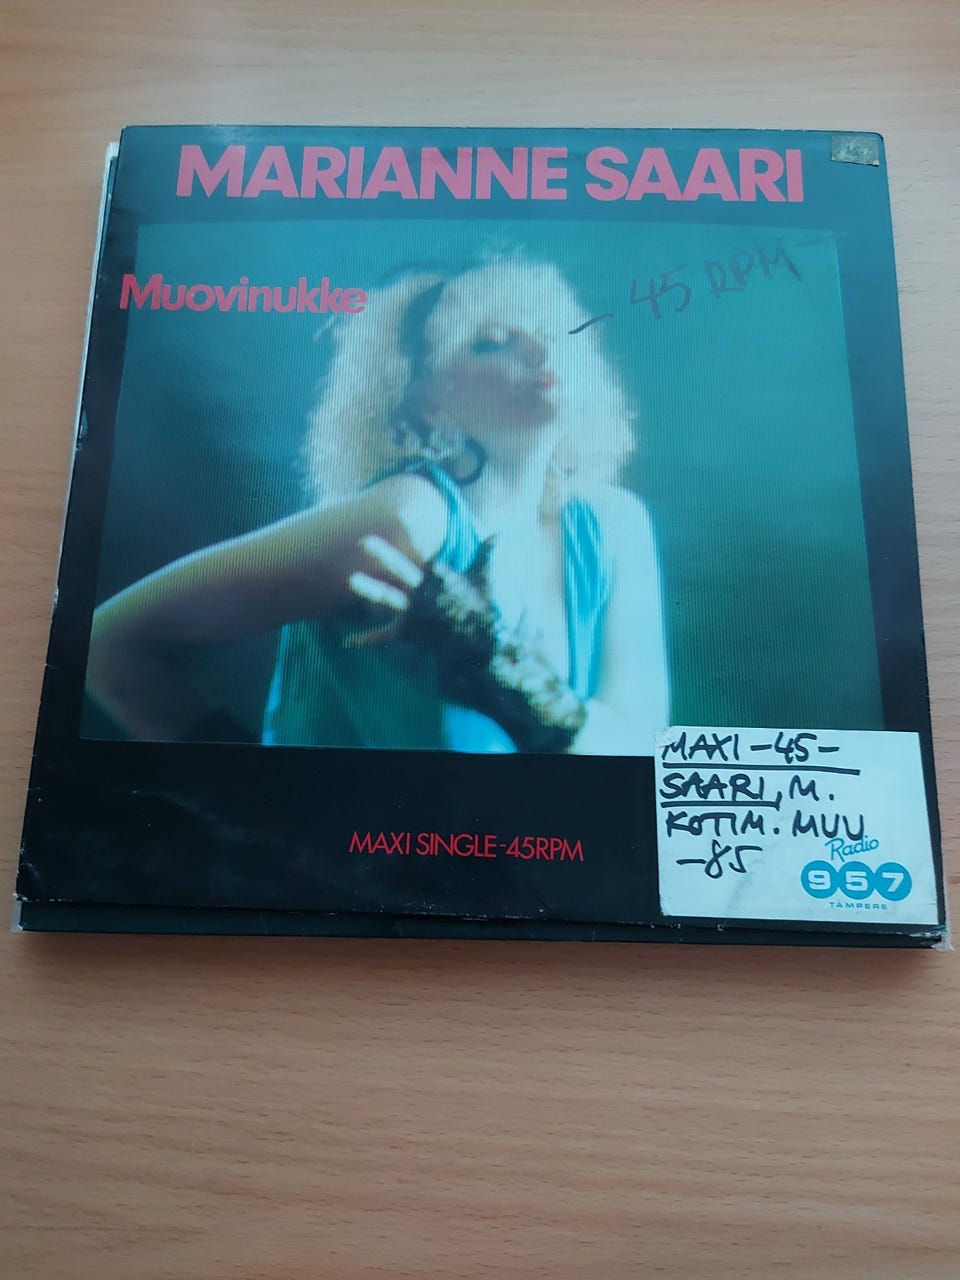 MARIANNE SAARI
Muovinukke
- 45 RPM -
MAXI SINGLE-45RPM
MAXI -45-
SAARI, M.
KOTIM. MUU
-85
Radio
957
TAMPERE